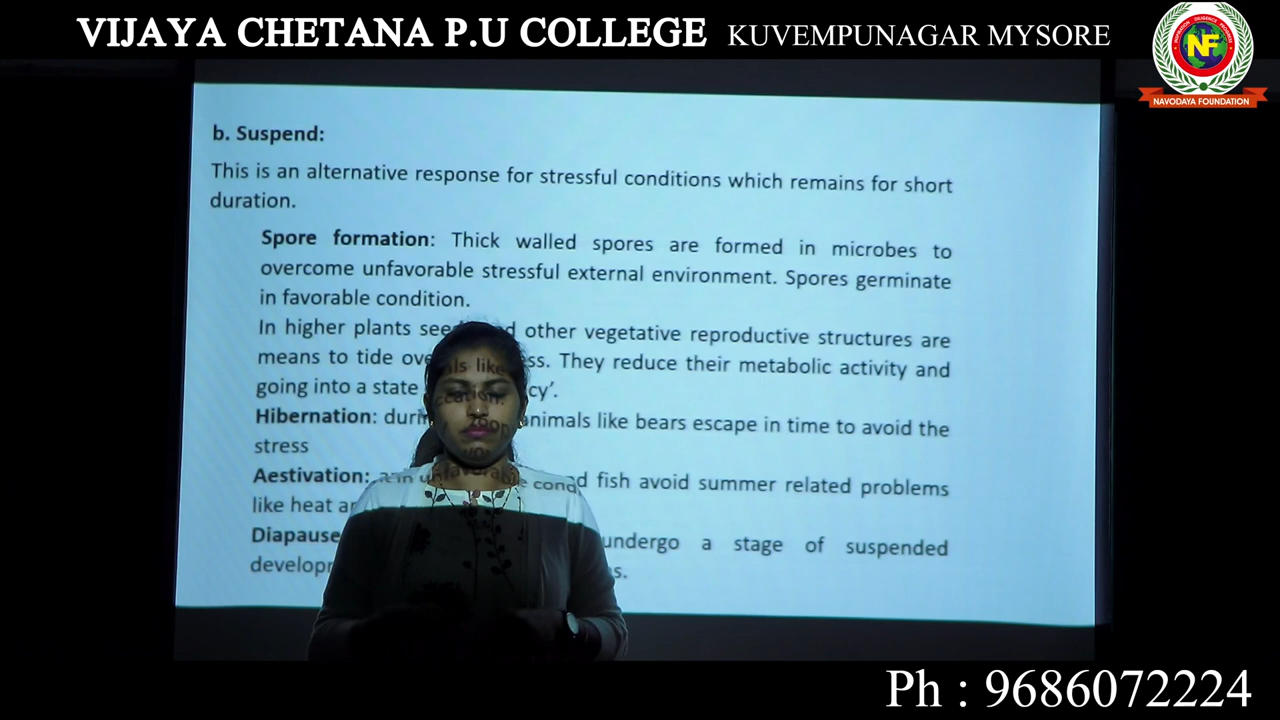 VIJAYA CHETANA P.U COLLEGE KUVEMPUNAGAR MYSORE
NF
NAVODAYA FOUNDATION
b. Suspend:
This is an alternative response for stressful conditions which remains for short
duration.
Spore formation: Thick walled spores are formed in microbes to
overcome unfavorable stressful external environment. Spores germinate
in favorable condition.
In higher plants other vegetative reproductive structures are
means to tide They reduce their metabolic activity and
going into a state
Hibernation: animals like bears escape in time to avoid the
stress
Aestivation: fish avoid summer related problems
like heat
Diapause undergo a stage of suspended
Ph : 9686072224